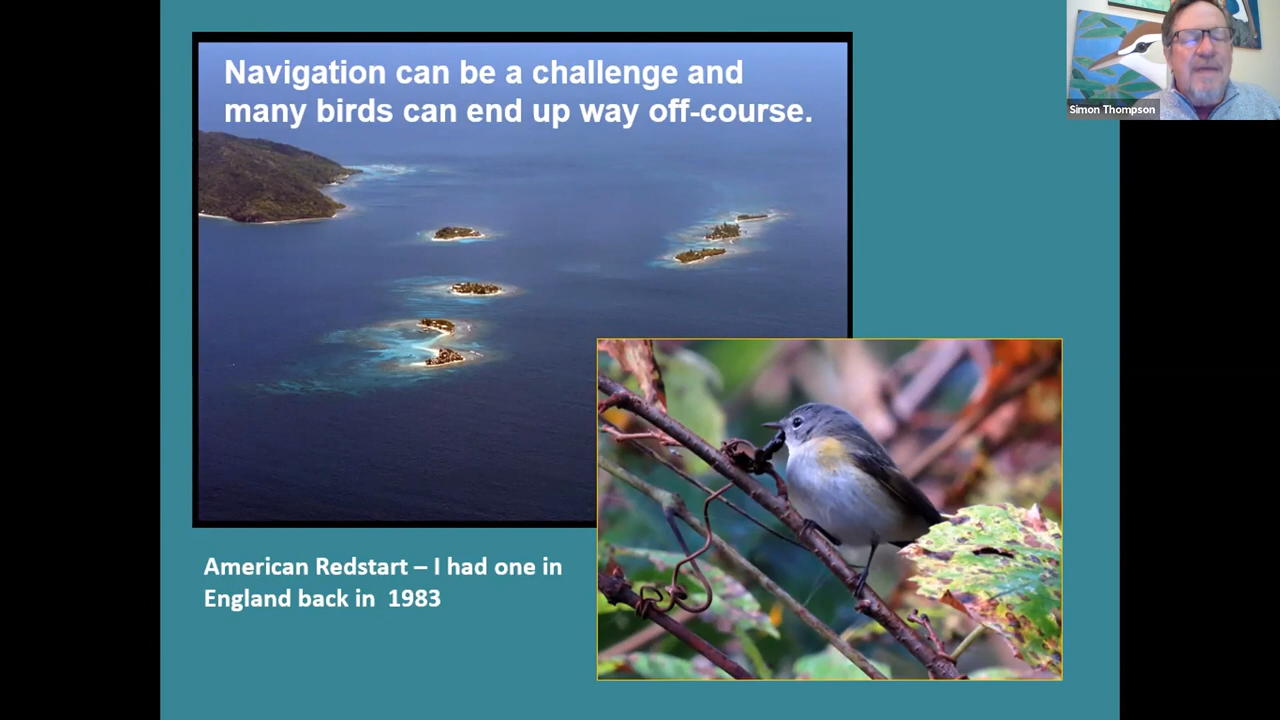 Navigation can be a challenge and
many birds can end up way off-course.
Simon Thompson
American Redstart – I had one in
England back in 1983